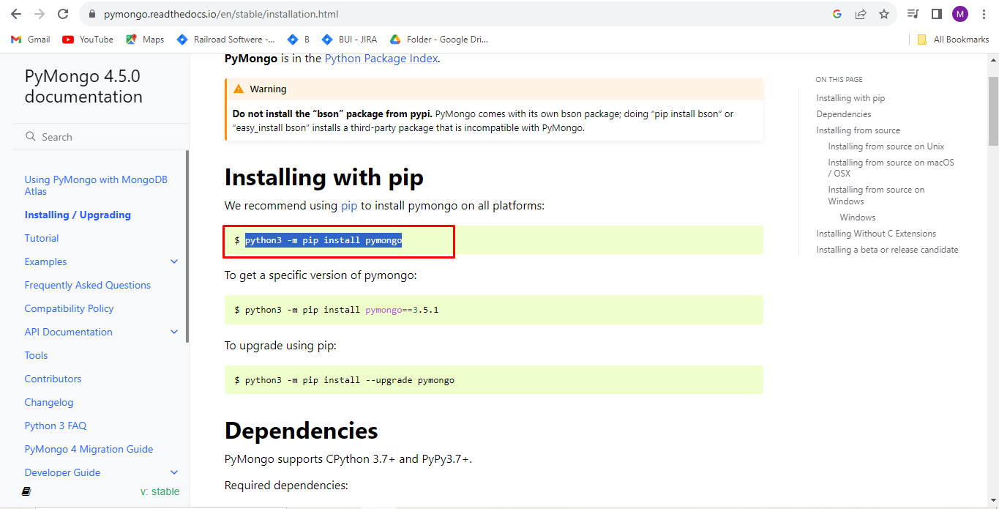 pymongo.readthedocs.io/en/stable/installation.html
M
Gmail
YouTube
Maps
Railroad Softwere -...
B
BUI - JIRA
Folder - Google Dri...
All Bookmarks
PyMongo 4.5.0
documentation
Search
Using PyMongo with MongoDB
Atlas
Installing / Upgrading
Tutorial
Examples
Frequently Asked Questions
Compatibility Policy
API Documentation
Tools
Contributors
Changelog
Python 3 FAQ
PyMongo 4 Migration Guide
Developer Guide
v: stable
PyMongo is in the Python Package Index.
Warning
Do not install the “bson” package from pypi. PyMongo comes with its own bson package; doing “pip install bson” or
“easy_install bson” installs a third-party package that is incompatible with PyMongo.
Installing with pip
We recommend using pip to install pymongo on all platforms:
$ python3 -m pip install pymongo
To get a specific version of pymongo:
$ python3 -m pip install pymongo==3.5.1
To upgrade using pip:
$ python3 -m pip install --upgrade pymongo
Dependencies
PyMongo supports CPython 3.7+ and PyPy3.7+.
Required dependencies:
ON THIS PAGE
Installing with pip
Dependencies
Installing from source
Installing from source on Unix
Installing from source on macOS
/ OSX
Installing from source on
Windows
Windows
Installing Without C Extensions
Installing a beta or release candidate